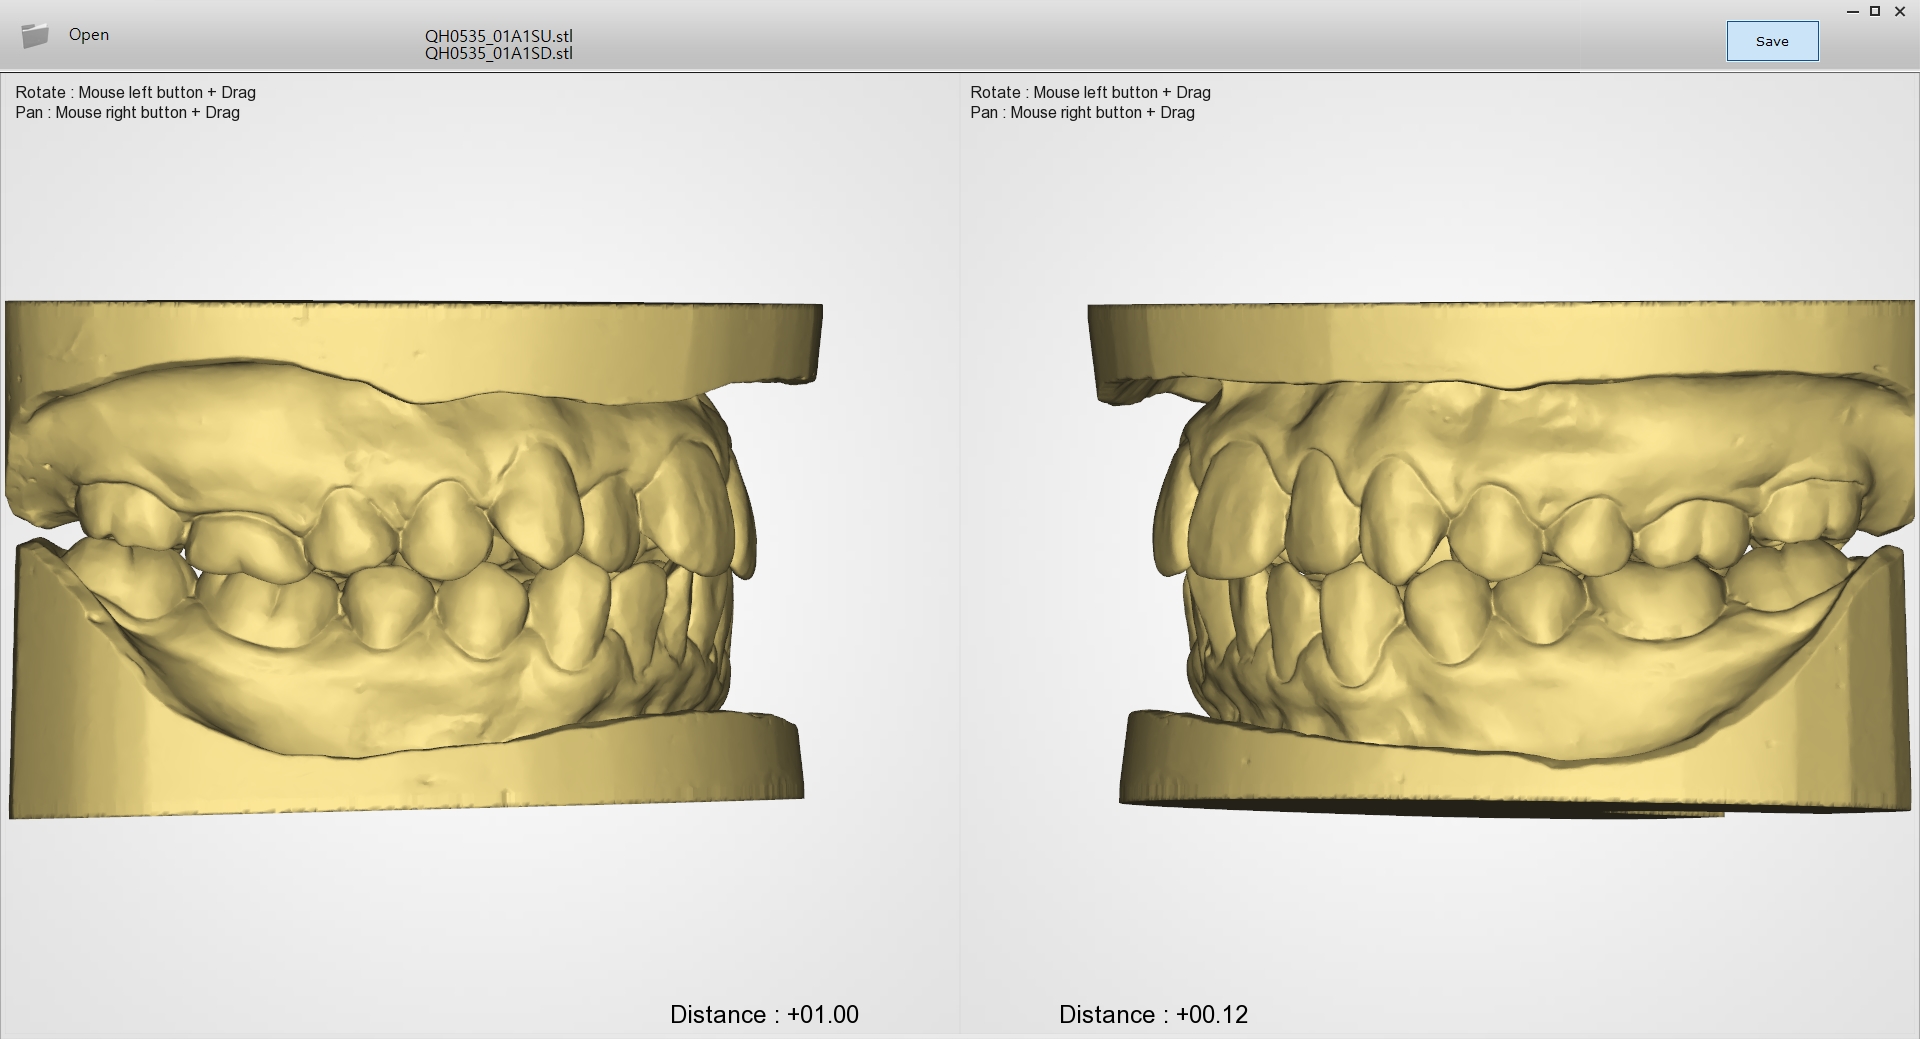 Open
QH0535_01A1SU.stl
QH0535_01A1SD.stl
Save
Rotate : Mouse left button + Drag
Pan : Mouse right button + Drag
Rotate : Mouse left button + Drag
Pan : Mouse right button + Drag
Distance : +01.00
Distance : +00.12